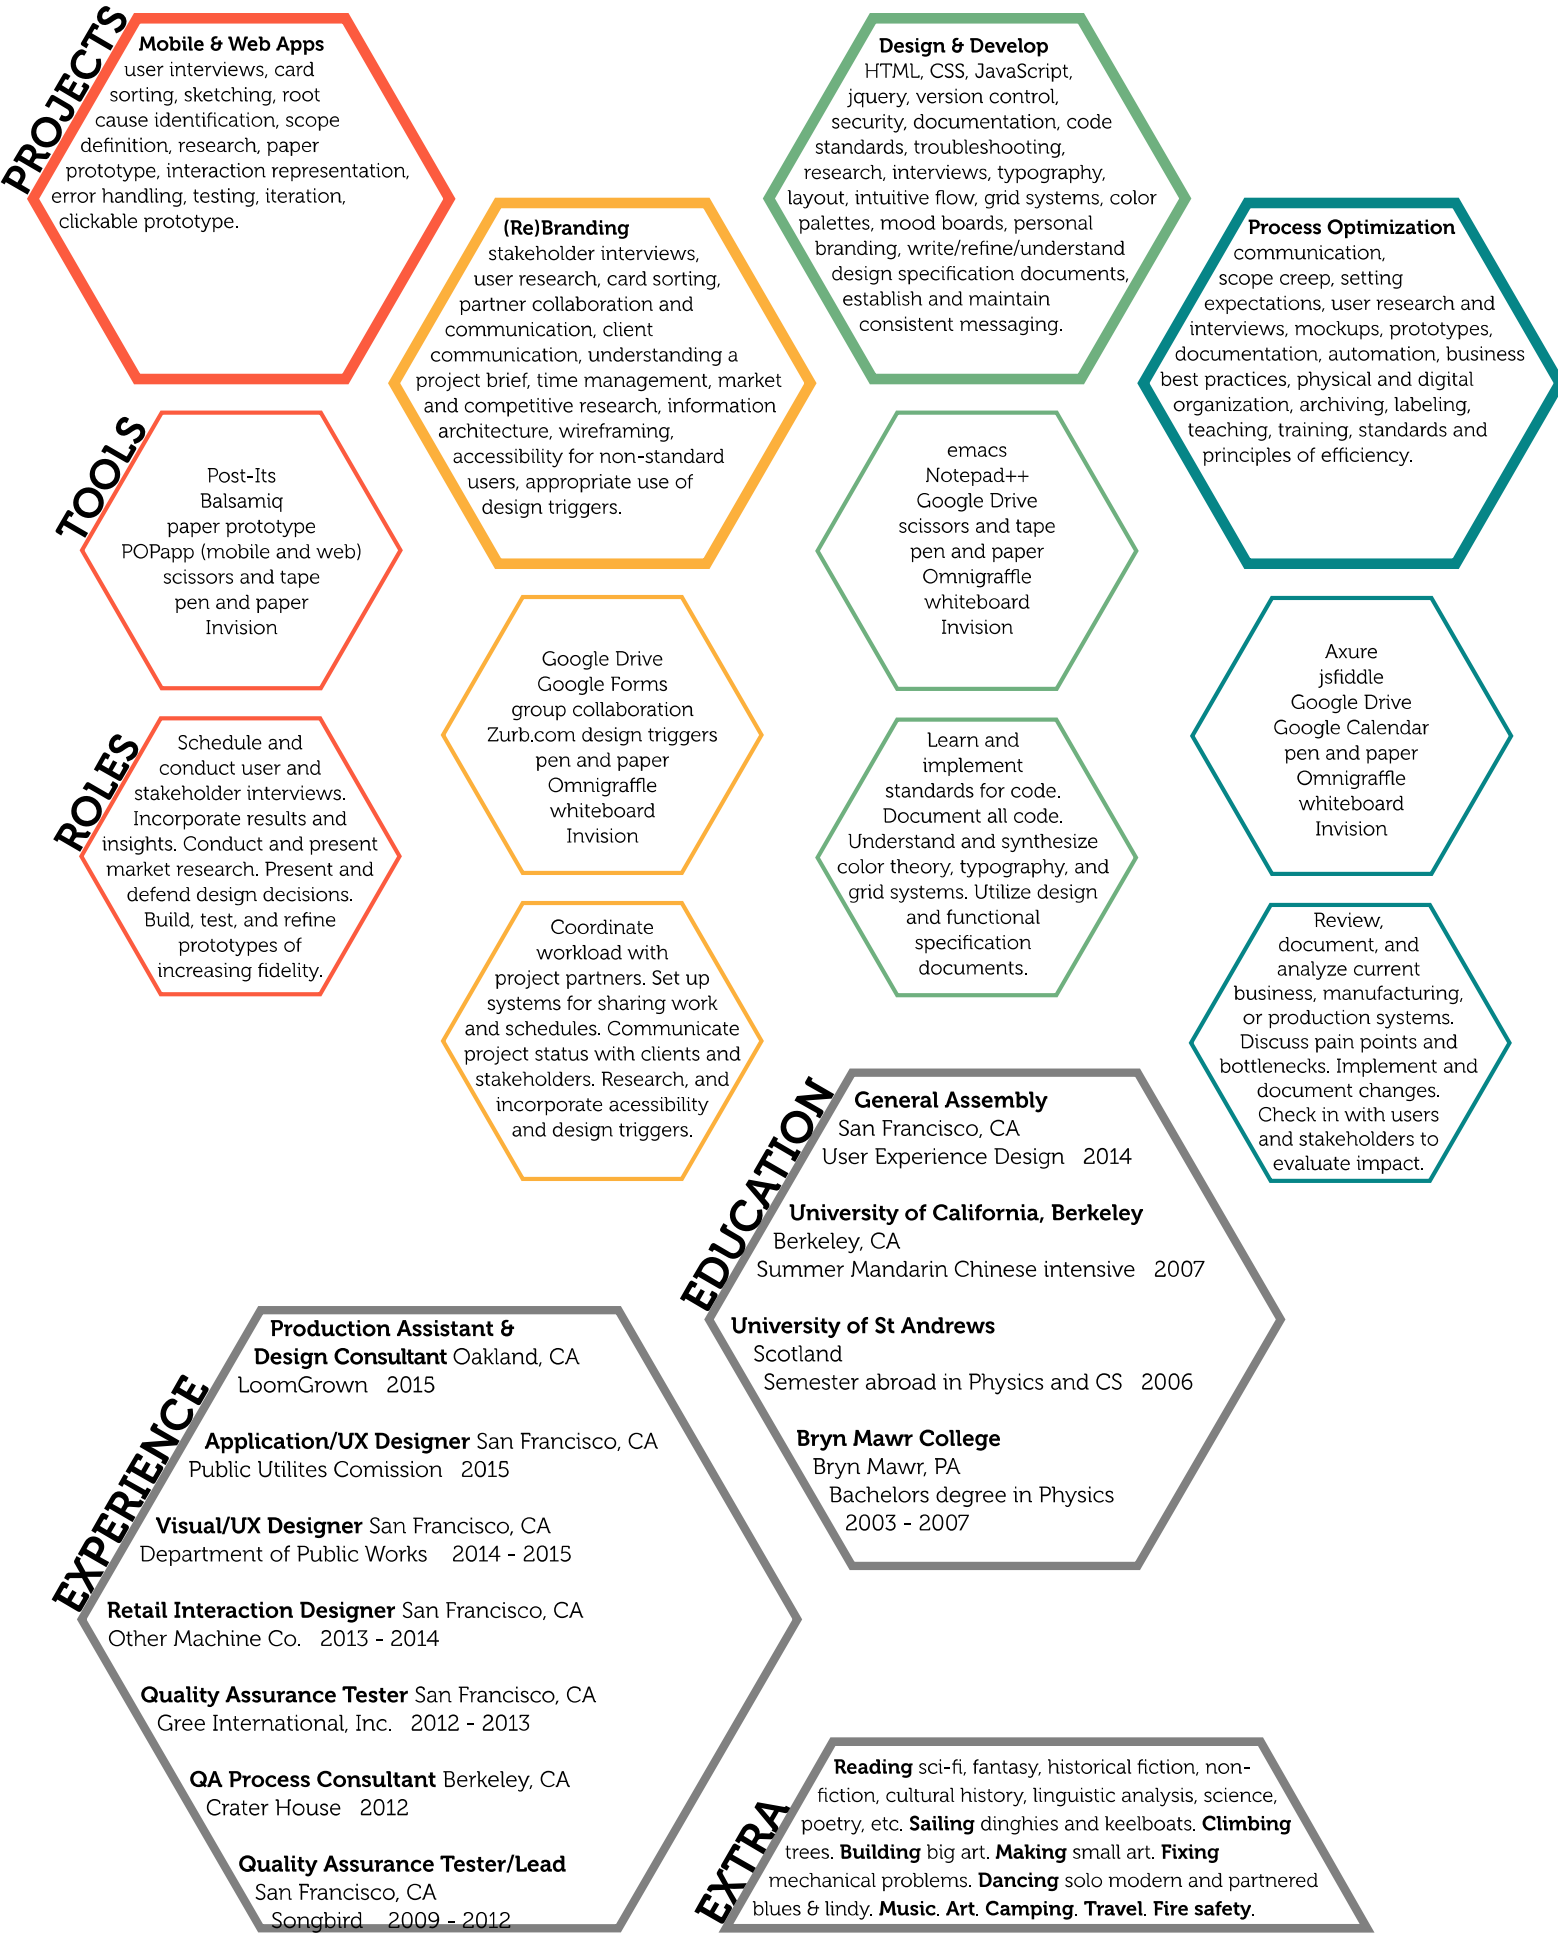 PROJECTS
Mobile & Web Apps
user interviews, card
sorting, sketching, root
cause identification, scope
definition, research, paper
prototype, interaction representation,
error handling, testing, iteration,
clickable prototype.
(Re)Branding
stakeholder interviews,
user research, card sorting,
partner collaboration and
communication, client
communication, understanding a
project brief, time management, market
and competitive research, information
architecture, wireframing,
accessibility for non-standard
users, appropriate use of
design triggers.
Design & Develop
HTML, CSS, JavaScript,
jquery, version control,
security, documentation, code
standards, troubleshooting,
research, interviews, typography,
layout, intuitive flow, grid systems, color
palettes, mood boards, personal
branding, write/refine/understand
design specification documents,
establish and maintain
consistent messaging.
Process Optimization
communication,
scope creep, setting
expectations, user research and
interviews, mockups, prototypes,
documentation, automation, business
best practices, physical and digital
organization, archiving, labeling,
teaching, training, standards and
principles of efficiency.
TOOLS
Post-Its
Balsamiq
paper prototype
POPapp (mobile and web)
scissors and tape
pen and paper
Invision
Google Drive
Google Forms
group collaboration
Zurb.com design triggers
pen and paper
Omnigraffle
whiteboard
Invision
emacs
Notepad++
Google Drive
scissors and tape
pen and paper
Omnigraffle
whiteboard
Invision
Axure
jsfiddle
Google Drive
Google Calendar
pen and paper
Omnigraffle
whiteboard
Invision
ROLES
Schedule and
conduct user and
stakeholder interviews.
Incorporate results and
insights. Conduct and present
market research. Present and
defend design decisions.
Build, test, and refine
prototypes of
increasing fidelity.
Coordinate
workload with
project partners. Set up
systems for sharing work
and schedules. Communicate
project status with clients and
stakeholders. Research, and
incorporate acessibility
and design triggers.
Learn and
implement
standards for code.
Document all code.
Understand and synthesize
color theory, typography, and
grid systems. Utilize design
and functional
specification
documents.
Review,
document, and
analyze current
business, manufacturing,
or production systems.
Discuss pain points and
bottlenecks. Implement and
document changes.
Check in with users
and stakeholders to
evaluate impact.
EDUCATION
General Assembly
San Francisco, CA
User Experience Design 2014
University of California, Berkeley
Berkeley, CA
Summer Mandarin Chinese intensive 2007
University of St Andrews
Scotland
Semester abroad in Physics and CS 2006
Bryn Mawr College
Bryn Mawr, PA
Bachelors degree in Physics
2003 - 2007
EXPERIENCE
Production Assistant &
Design Consultant Oakland, CA
LoomGrown 2015
Application/UX Designer San Francisco, CA
Public Utilites Comission 2015
Visual/UX Designer San Francisco, CA
Department of Public Works 2014 - 2015
Retail Interaction Designer San Francisco, CA
Other Machine Co. 2013 - 2014
Quality Assurance Tester San Francisco, CA
Gree International, Inc. 2012 - 2013
QA Process Consultant Berkeley, CA
Crater House 2012
Quality Assurance Tester/Lead
San Francisco, CA
Songbird 2009 - 2012
EXTRA
Reading sci-fi, fantasy, historical fiction, non-
fiction, cultural history, linguistic analysis, science,
poetry, etc. Sailing dinghies and keelboats. Climbing
trees. Building big art. Making small art. Fixing
mechanical problems. Dancing solo modern and partnered
blues & lindy. Music. Art. Camping. Travel. Fire safety.